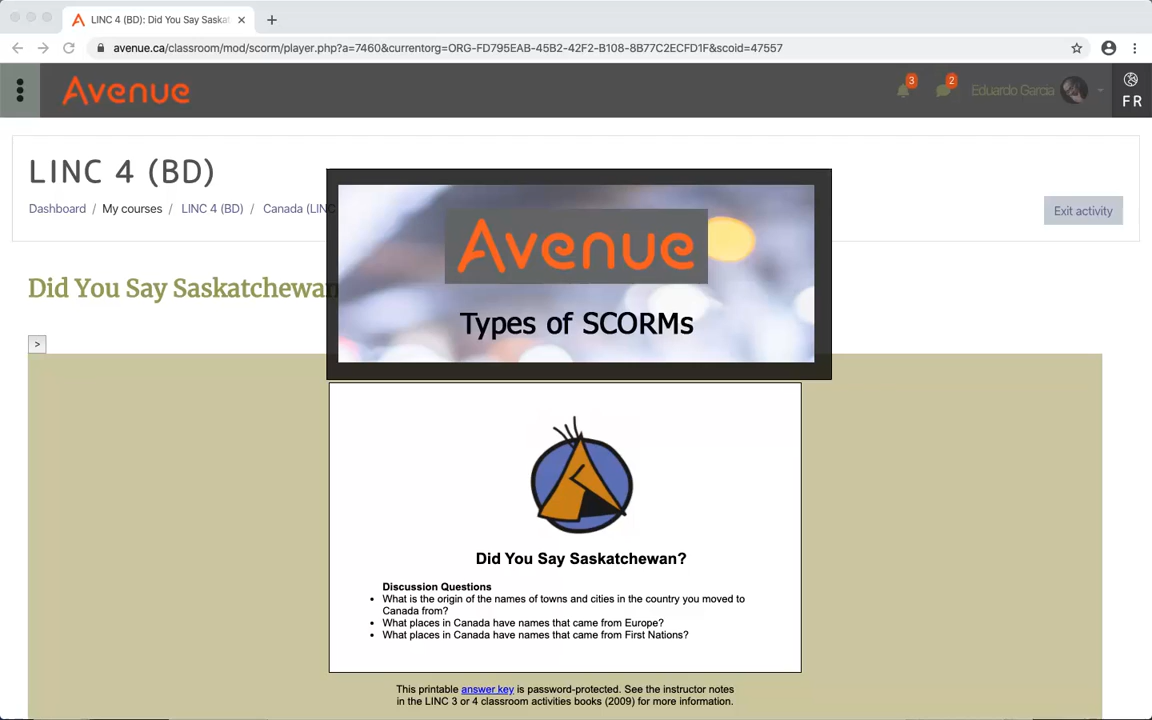 LINC 4 (BD): Did You Say Saskat
avenue.ca/classroom/mod/scorm/player.php?a=7460&currentorg=ORG-FD795EAB-45B2-42F2-B108-8B77C2ECFD1F&scoid=47557
Avenue
3
2
Eduardo Garcia
FR
LINC 4 (BD)
Dashboard / My courses / LINC 4 (BD) / Canada (LINC
Exit activity
Avenue
Types of SCORMs
Did You Say Saskatchewan
>
Did You Say Saskatchewan?
Discussion Questions
• What is the origin of the names of towns and cities in the country you moved to
Canada from?
• What places in Canada have names that came from Europe?
• What places in Canada have names that came from First Nations?
This printable answer key is password-protected. See the instructor notes
in the LINC 3 or 4 classroom activities books (2009) for more information.